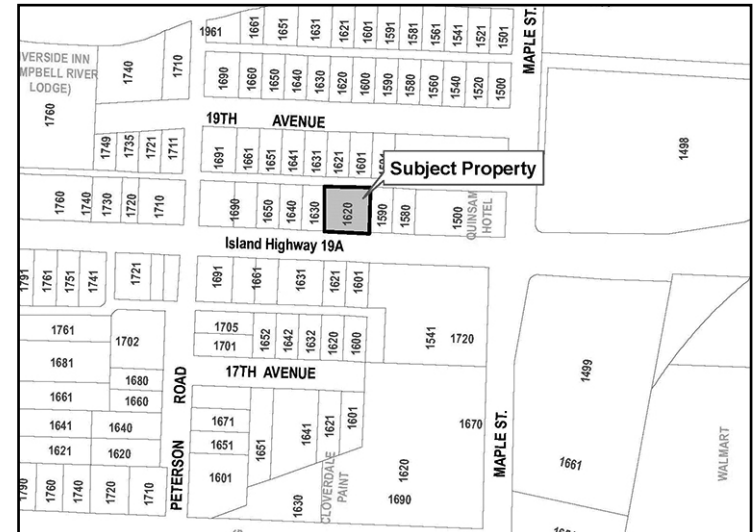 1961 1661 1651 1631 1621 1601 1591 1581 1561 1541 1521 1501
MAPLE ST.
VERSIDE INN
MPBELL RIVER
LODGE)
1760
1740
1710
1690 1660 1650 1640 1630 1620 1600 1590 1580 1560 1540 1520 1500
19TH AVENUE
1749 1735 1721 1711
1691 1661 1651 1641 1631 1621 1601
1498
Subject Property
1760 1740 1730 1720 1710
1690 1650 1640 1630 1620 1590 1580 1500
QUINSAM
HOTEL
Island Highway 19A
1791 1761 1751 1741 1721
1691 1661 1631 1621 1601
1761
1702
1705
1701
1652 1642 1632 1620 1600
1541 1720
1681
1680
1661
1660
17TH AVENUE
1499
PETERSON ROAD
1641 1640
1621 1620
1671
1651
1601
1651
1641 1621 1601
1670
MAPLE ST.
1661
WALMART
1790 1760 1740 1720 1710
1630
CLOVERDALE
PAINT
1620
1690